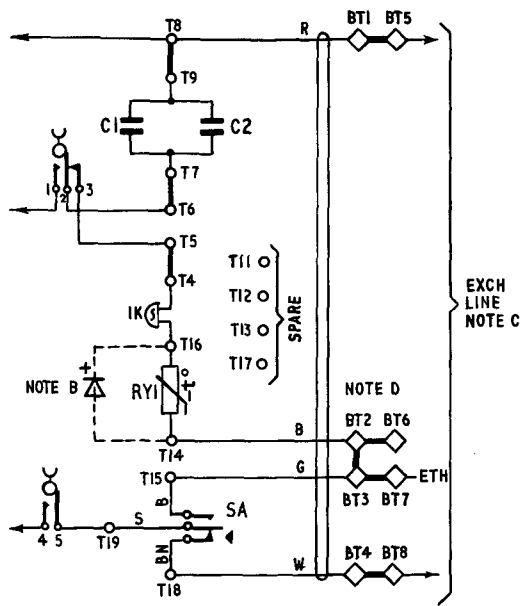 T8
R
BT1
BT5
T9
C1
C2
T7
1
2
3
T6
T5
T4
T11
T12
T13
T17
SPARE
EXCH
LINE
NOTE C
1K
T16
NOTE B
+
RY1
t°
NOTE D
BT2
BT6
B
T14
T15
G
BT3
BT7
ETH
B
SA
4
5
T19
S
BN
W
BT4
BT8
T18